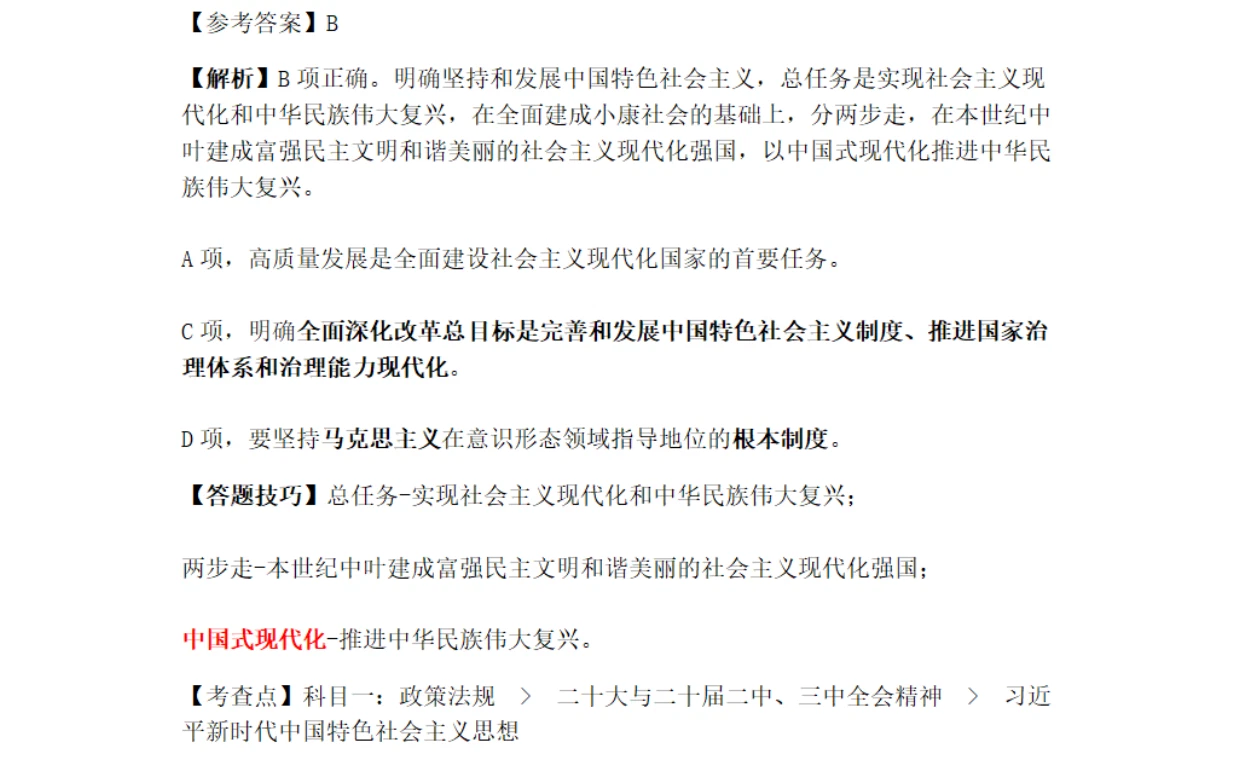 【参考答案】B
【解析】B 项正确。明确坚持和发展中国特色社会主义，总任务是实现社会主义现
代化和中华民族伟大复兴，在全面建成小康社会的基础上，分两步走，在本世纪中
叶建成富强民主文明和谐美丽的社会主义现代化强国，以中国式现代化推进中华民
族伟大复兴。
A 项，高质量发展是全面建设社会主义现代化国家的首要任务。
C 项，明确全面深化改革总目标是完善和发展中国特色社会主义制度、推进国家治
理体系和治理能力现代化。
D 项，要坚持马克思主义在意识形态领域指导地位的根本制度。
【答题技巧】总任务-实现社会主义现代化和中华民族伟大复兴；
两步走-本世纪中叶建成富强民主文明和谐美丽的社会主义现代化强国；
中国式现代化-推进中华民族伟大复兴。
【考查点】科目一：政策法规 > 二十大与二十届二中、三中全会精神 > 习近
平新时代中国特色社会主义思想